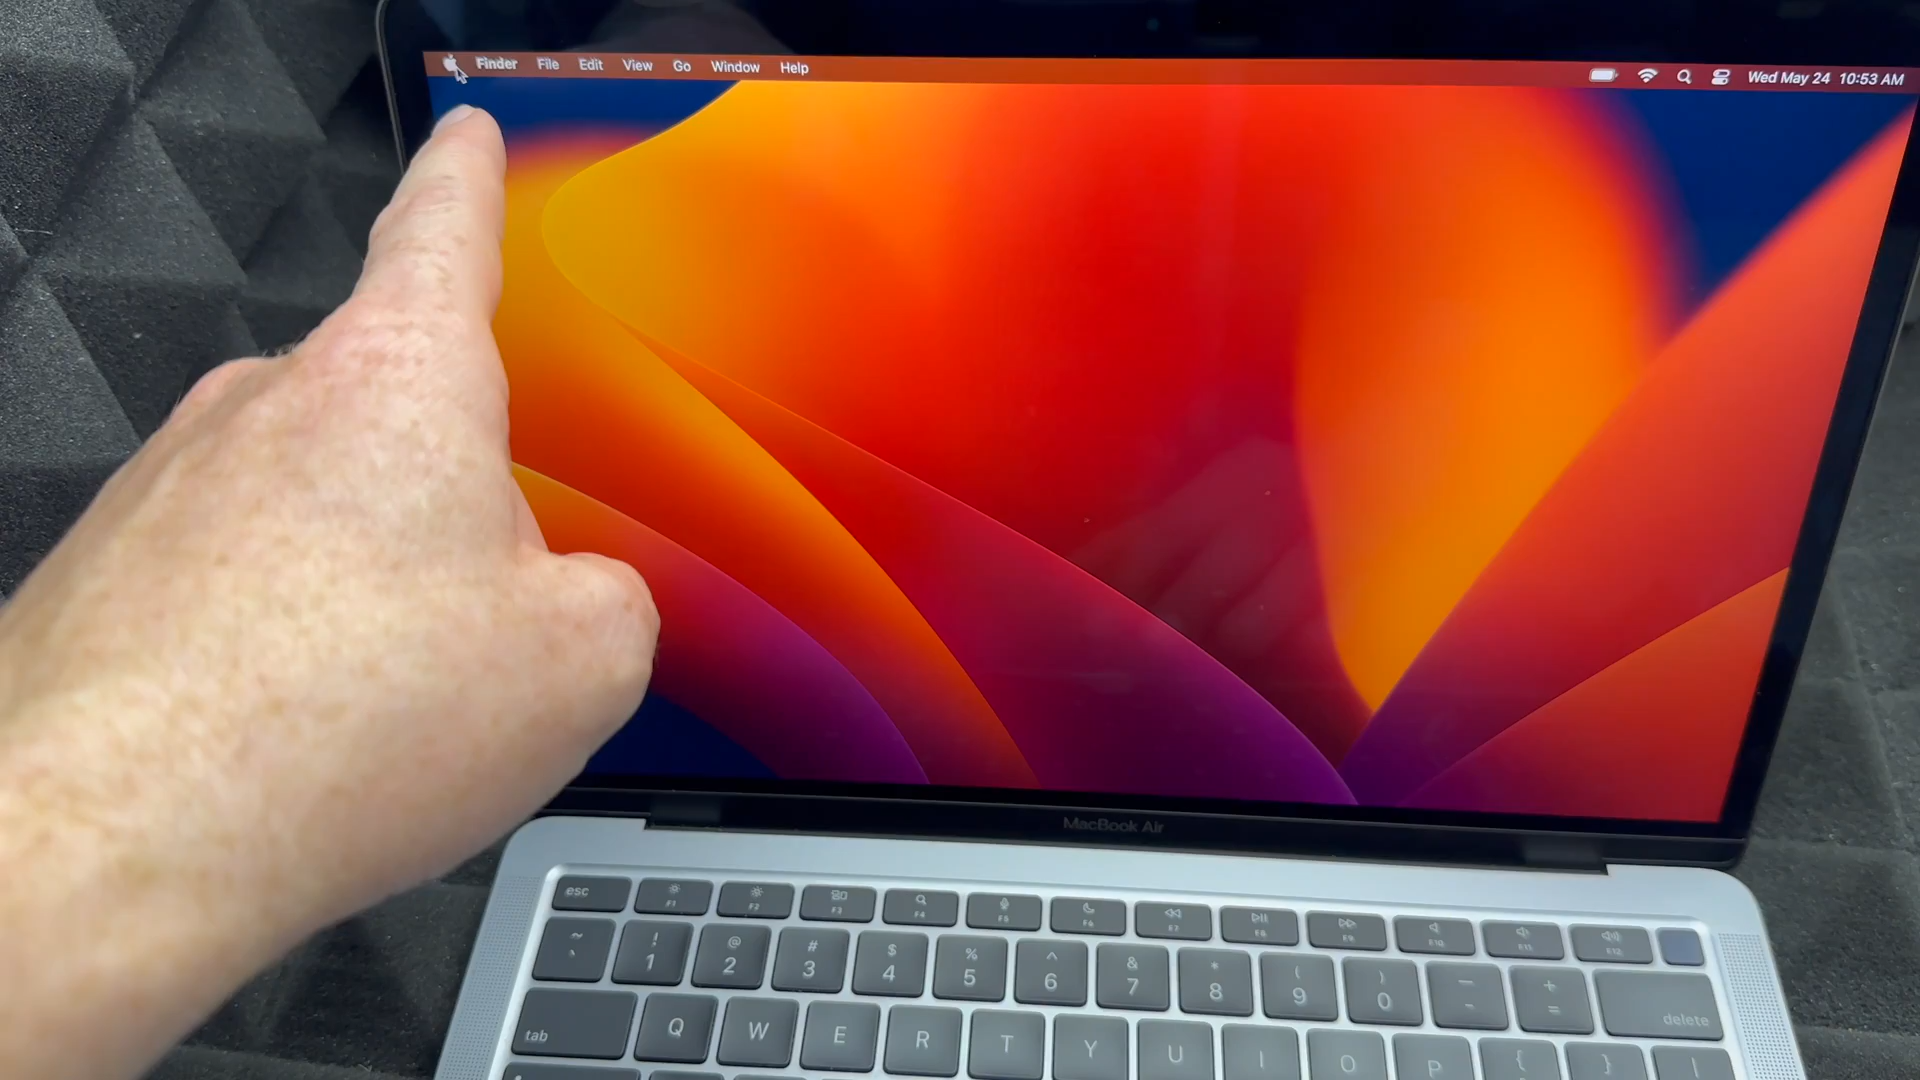 Finder File Edit View Go Window Help
Wed May 24 10:53 AM
MacBook Air
esc F1 F2 F3 F4 F5 F6 F7 F8 F9 F10 F11 F12
~ ! @ # $ % ^ & * ( ) _ +
` 1 2 3 4 5 6 7 8 9 0 - = delete
tab Q W E R T Y U I O P { } |